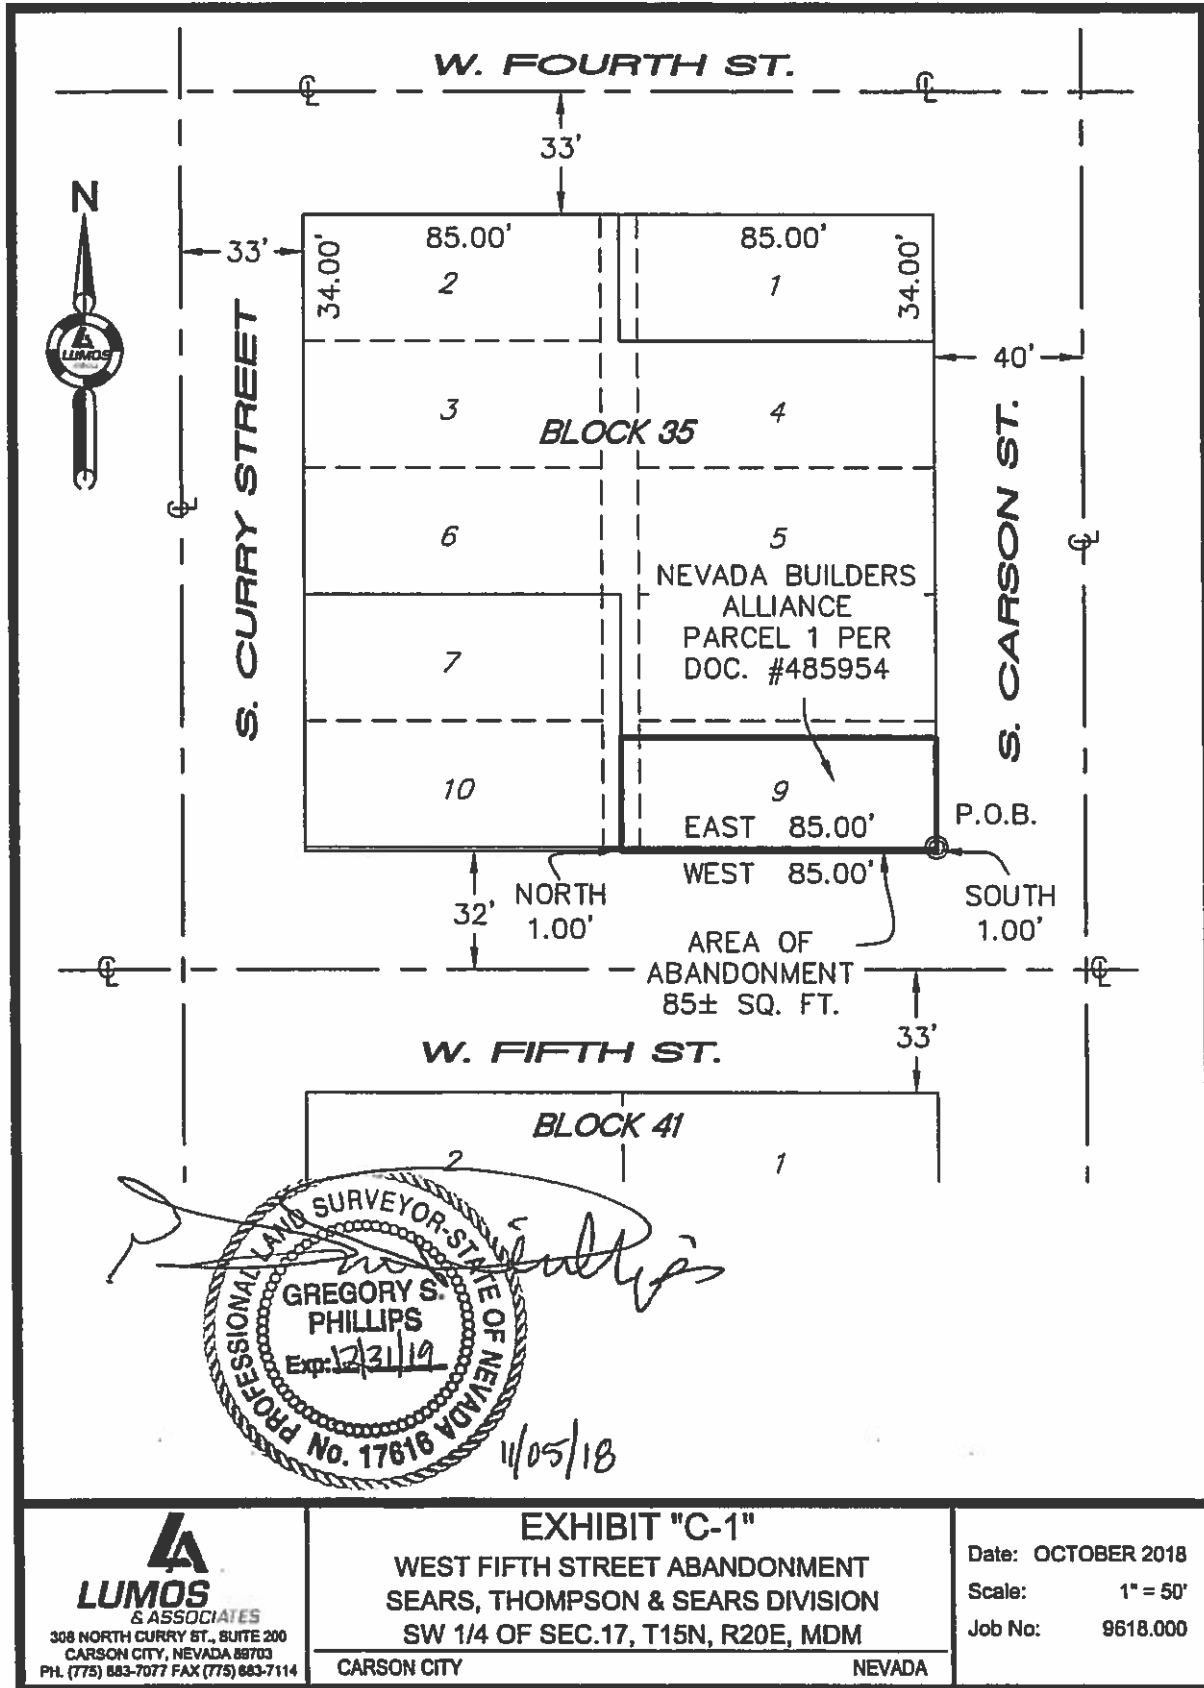 W. FOURTH ST.
33'
N
LUMOS
33'
85.00'
85.00'
34.00'
34.00'
2
1
40'
3
4
BLOCK 35
S. CURRY STREET
S. CARSON ST.
6
5
NEVADA BUILDERS
ALLIANCE
PARCEL 1 PER
DOC. #485954
7
10
9
EAST 85.00'
P.O.B.
WEST 85.00'
NORTH
1.00'
SOUTH
1.00'
32'
AREA OF
ABANDONMENT
85± SQ. FT.
33'
W. FIFTH ST.
BLOCK 41
2
1
PROFESSIONAL LAND SURVEYOR-STATE OF NEVADA
GREGORY S.
PHILLIPS
Exp: 12/31/19
No. 17616
11/05/18
LUMOS
& ASSOCIATES
308 NORTH CURRY ST., SUITE 200
CARSON CITY, NEVADA 89703
PH. (775) 883-7077 FAX (775) 883-7114
EXHIBIT "C-1"
WEST FIFTH STREET ABANDONMENT
SEARS, THOMPSON & SEARS DIVISION
SW 1/4 OF SEC.17, T15N, R20E, MDM
CARSON CITY NEVADA
Date: OCTOBER 2018
Scale: 1" = 50'
Job No: 9618.000